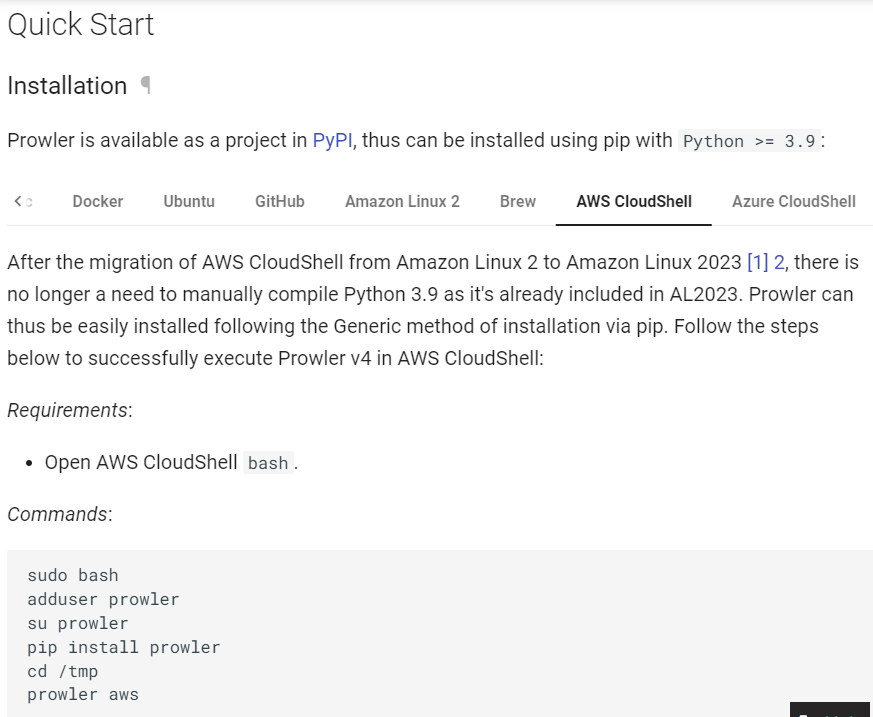 Quick Start
Installation ¶
Prowler is available as a project in PyPI, thus can be installed using pip with Python >= 3.9:
Docker Ubuntu GitHub Amazon Linux 2 Brew AWS CloudShell Azure CloudShell
After the migration of AWS CloudShell from Amazon Linux 2 to Amazon Linux 2023 [1] 2, there is
no longer a need to manually compile Python 3.9 as it's already included in AL2023. Prowler can
thus be easily installed following the Generic method of installation via pip. Follow the steps
below to successfully execute Prowler v4 in AWS CloudShell:
Requirements:
• Open AWS CloudShell bash.
Commands:
sudo bash
adduser prowler
su prowler
pip install prowler
cd /tmp
prowler aws